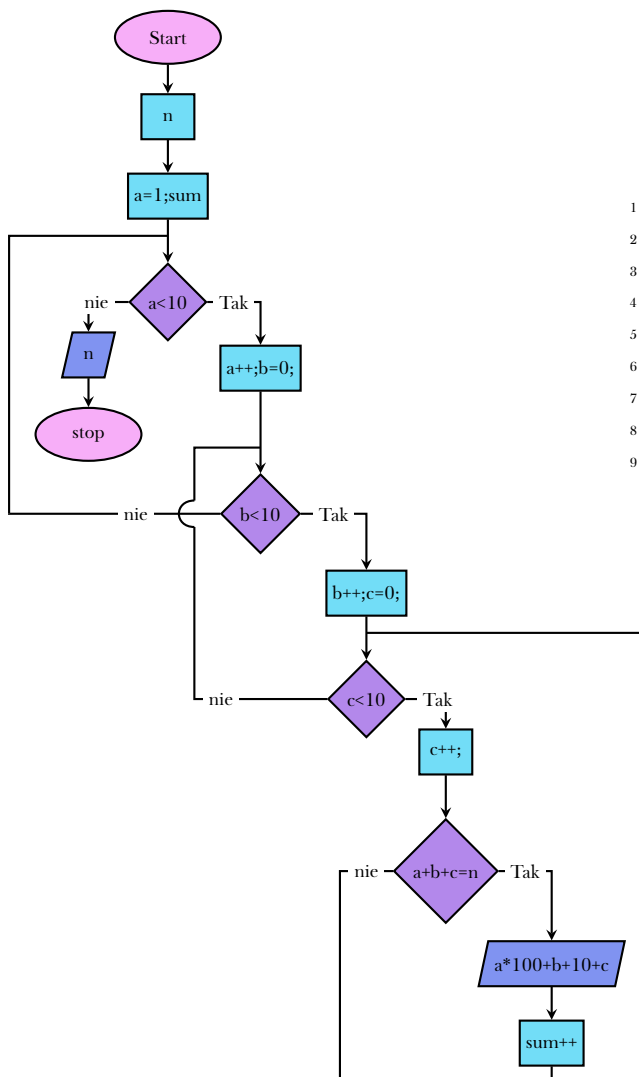 Start
n
a=1;sum
1
2
3
4
5
6
7
8
9
nie
a<10
Tak
n
a++;b=0;
stop
nie
b<10
Tak
b++;c=0;
nie
c<10
Tak
c++;
nie
a+b+c=n
Tak
a*100+b+10+c
sum++